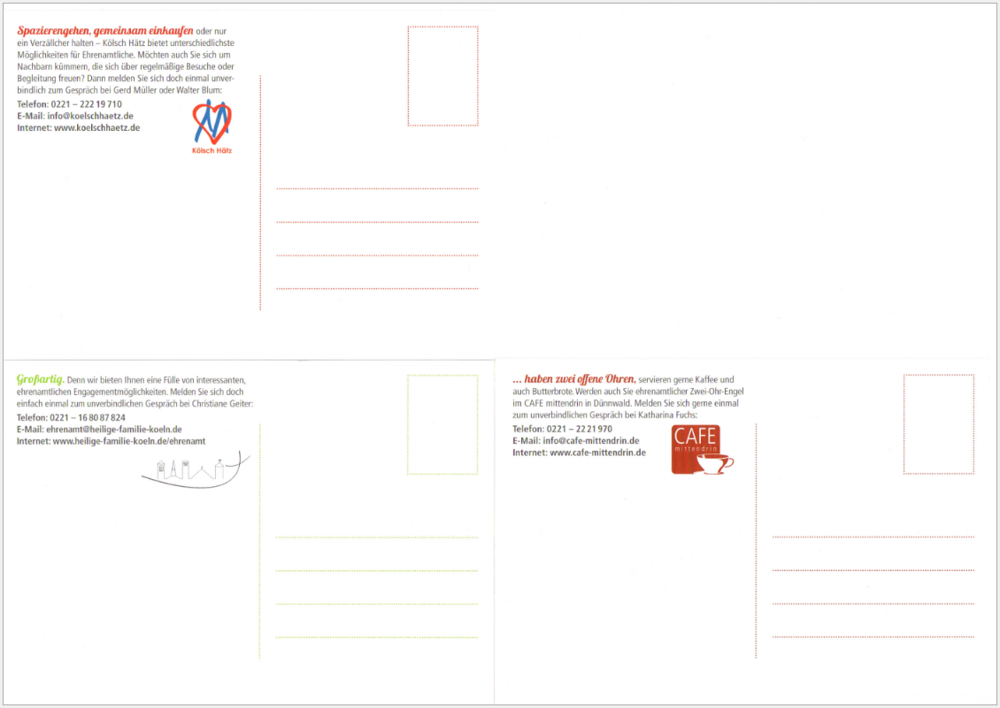 Spazierengehen, gemeinsam einkaufen oder nur
ein Verzällcher halten – Kölsch Hätz bietet unterschiedlichste
Möglichkeiten für Ehrenamtliche. Möchten auch Sie sich um
Nachbarn kümmern, die sich über regelmäßige Besuche oder
Begleitung freuen? Dann melden Sie sich doch einmal unver-
bindlich zum Gespräch bei Gerd Müller oder Walter Blum:
Telefon: 0221 – 222 19 710
E-Mail: info@koelschhaetz.de
Internet: www.koelschhaetz.de
Kölsch Hätz
Großartig. Denn wir bieten Ihnen eine Fülle von interessanten,
ehrenamtlichen Engagementmöglichkeiten. Melden Sie sich doch
einfach einmal zum unverbindlichen Gespräch bei Christiane Geiter:
Telefon: 0221 – 16 80 87 824
E-Mail: ehrenamt@heilige-familie-koeln.de
Internet: www.heilige-familie-koeln.de/ehrenamt
... haben zwei offene Ohren, servieren gerne Kaffee und
auch Butterbrote. Werden auch Sie ehrenamtlicher Zwei-Ohr-Engel
im CAFE mittendrin in Dünnwald. Melden Sie sich gerne einmal
zum unverbindlichen Gespräch bei Katharina Fuchs:
Telefon: 0221 – 22 21 970
E-Mail: info@cafe-mittendrin.de
Internet: www.cafe-mittendrin.de
CAFE
mittendrin